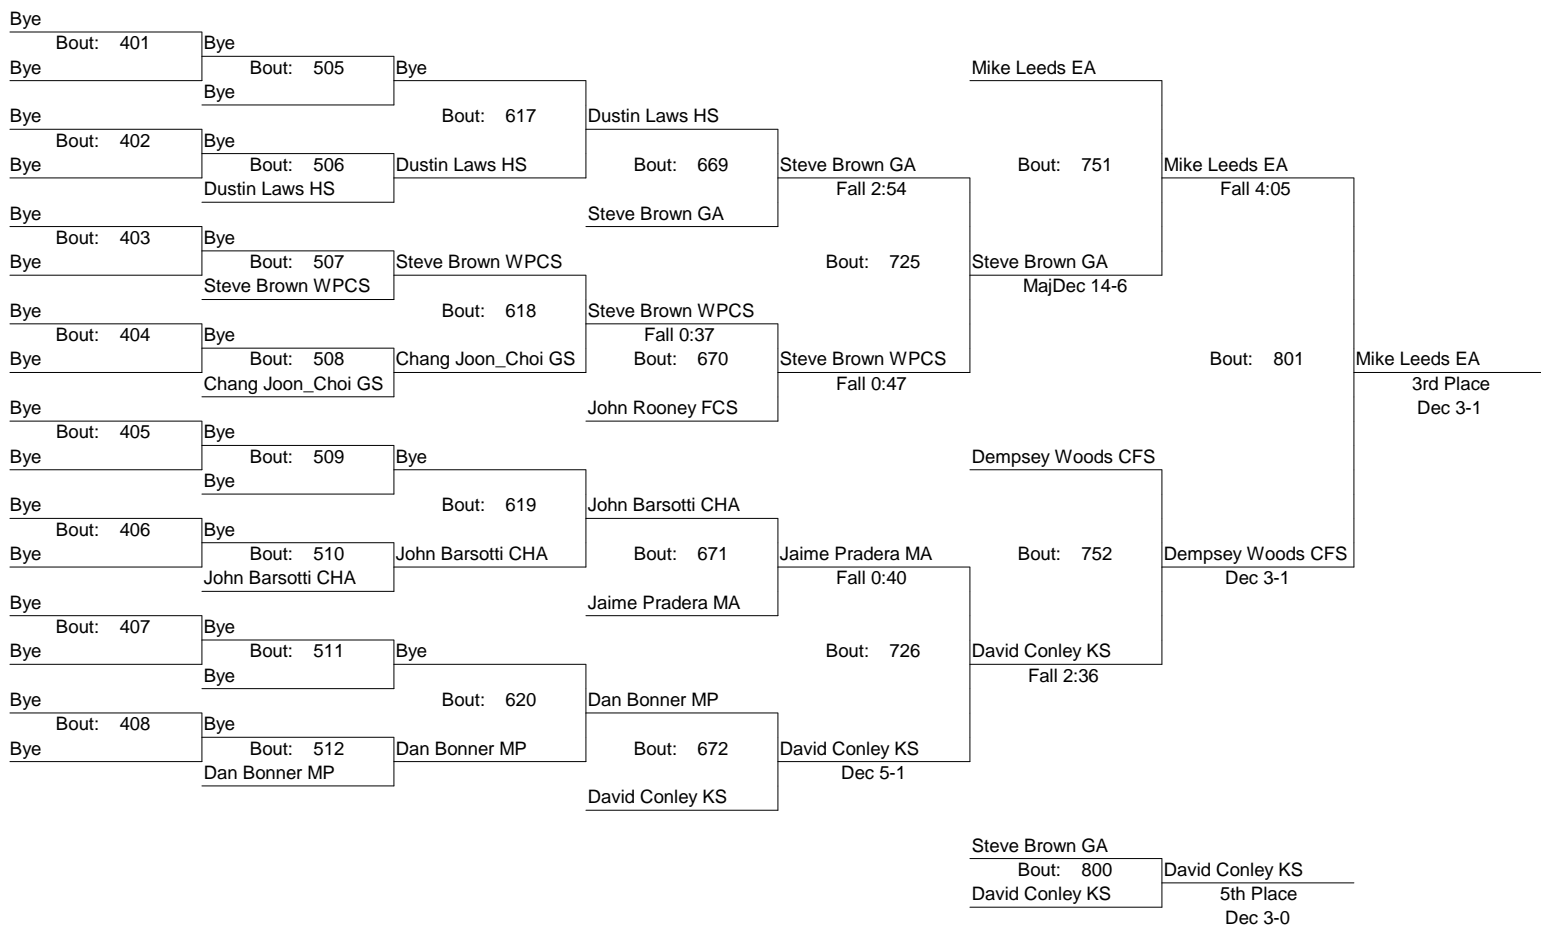 Bye
Bout: 401
Bye
Bye
Bout: 402
Bye
Bye
Bout: 403
Bye
Bye
Bout: 404
Bye
Bye
Bout: 405
Bye
Bye
Bout: 406
Bye
Bye
Bout: 407
Bye
Bye
Bout: 408
Bye
Bye
Bout: 505
Bye
Bye
Bout: 506
Dustin Laws HS
Bye
Bout: 507
Steve Brown WPCS
Bye
Bout: 508
Chang Joon_Choi GS
Bye
Bout: 509
Bye
Bye
Bout: 510
John Barsotti CHA
Bye
Bout: 511
Bye
Bye
Bout: 512
Dan Bonner MP
Bye
Bout: 617
Dustin Laws HS
Steve Brown WPCS
Bout: 618
Chang Joon_Choi GS
Bye
Bout: 619
John Barsotti CHA
Bye
Bout: 620
Dan Bonner MP
Dustin Laws HS
Bout: 669
Steve Brown GA
Steve Brown WPCS
Fall 0:37
Bout: 670
John Rooney FCS
John Barsotti CHA
Bout: 671
Jaime Pradera MA
Dan Bonner MP
Bout: 672
David Conley KS
Steve Brown GA
Fall 2:54
Bout: 725
Steve Brown WPCS
Fall 0:47
Jaime Pradera MA
Fall 0:40
Bout: 726
David Conley KS
Dec 5-1
Mike Leeds EA
Bout: 751
Steve Brown GA
MajDec 14-6
Dempsey Woods CFS
Bout: 752
David Conley KS
Fall 2:36
Mike Leeds EA
Fall 4:05
Bout: 801
Dempsey Woods CFS
Dec 3-1
Mike Leeds EA
3rd Place
Dec 3-1
Steve Brown GA
Bout: 800
David Conley KS
David Conley KS
5th Place
Dec 3-0